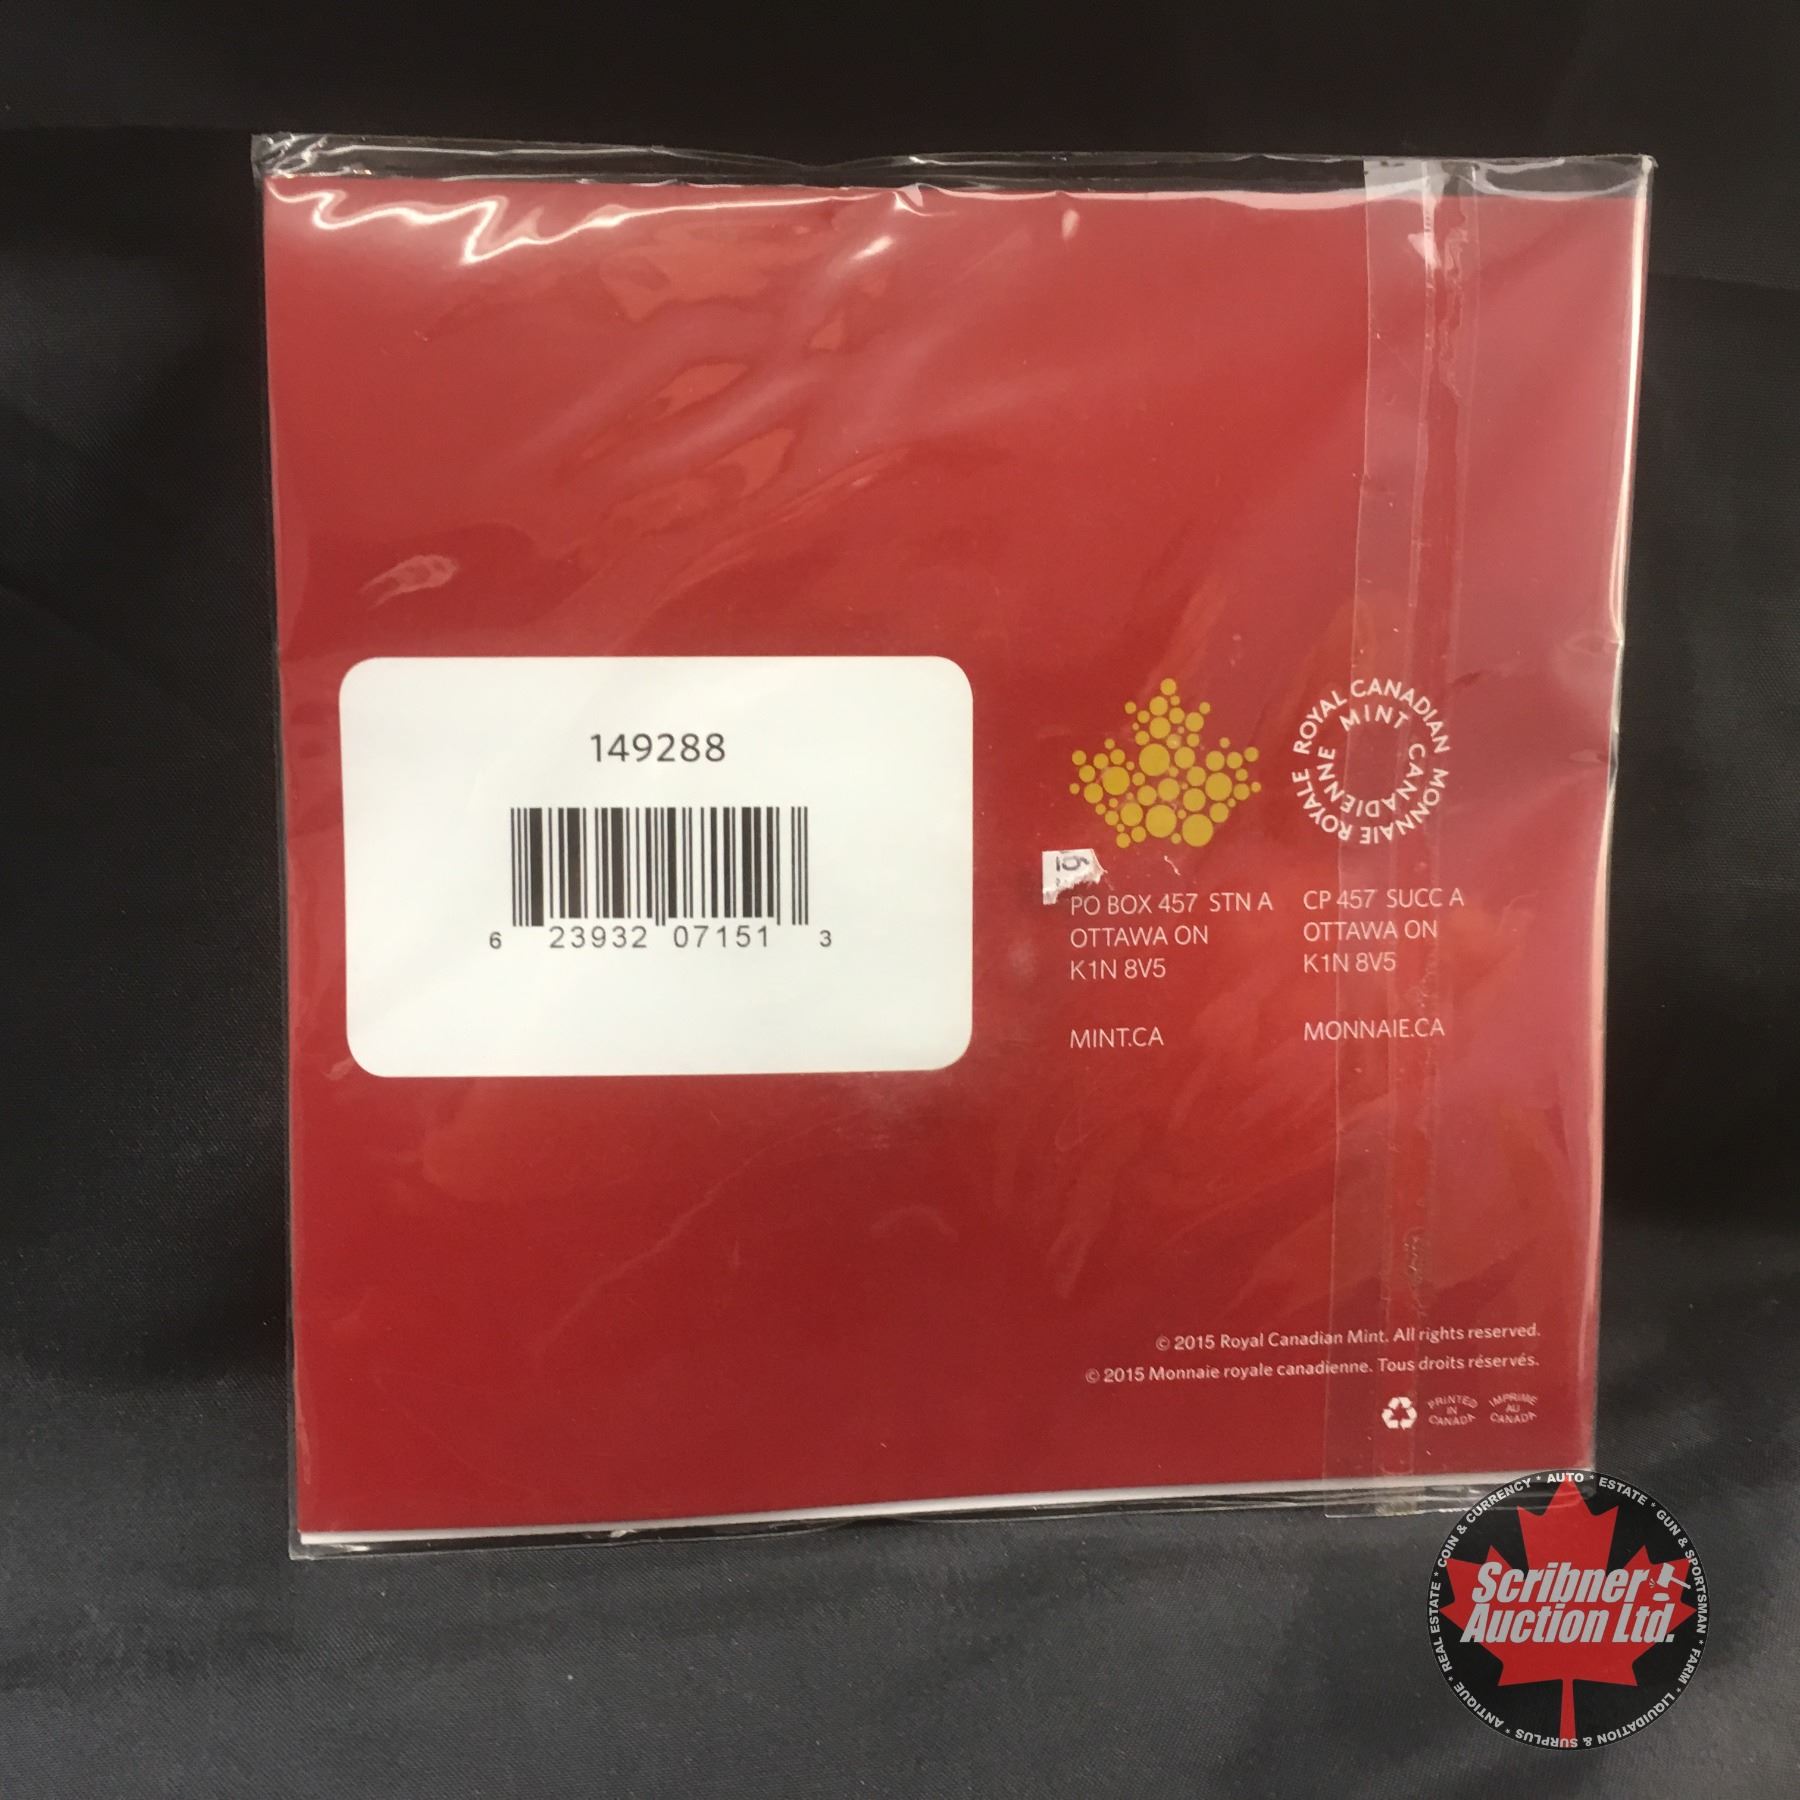 149288
6 23932 07151 3
ROYAL CANADIAN MINT
MONNAIE ROYALE CANADIENNE
PO BOX 457 STN A
OTTAWA ON
K1N 8V5
MINT.CA
CP 457 SUCC A
OTTAWA ON
K1N 8V5
MONNAIE.CA
© 2015 Royal Canadian Mint. All rights reserved.
© 2015 Monnaie royale canadienne. Tous droits réservés.
PRINTED
IN
CANADA
IMPRIMÉ
AU
CANADA
Scribner
Auction Ltd.
* AUTO * ESTATE * GUN & SPORTSMAN * FARM * LIQUIDATION & SURPLUS * ANTIQUE * REAL ESTATE * COIN & CURRENCY